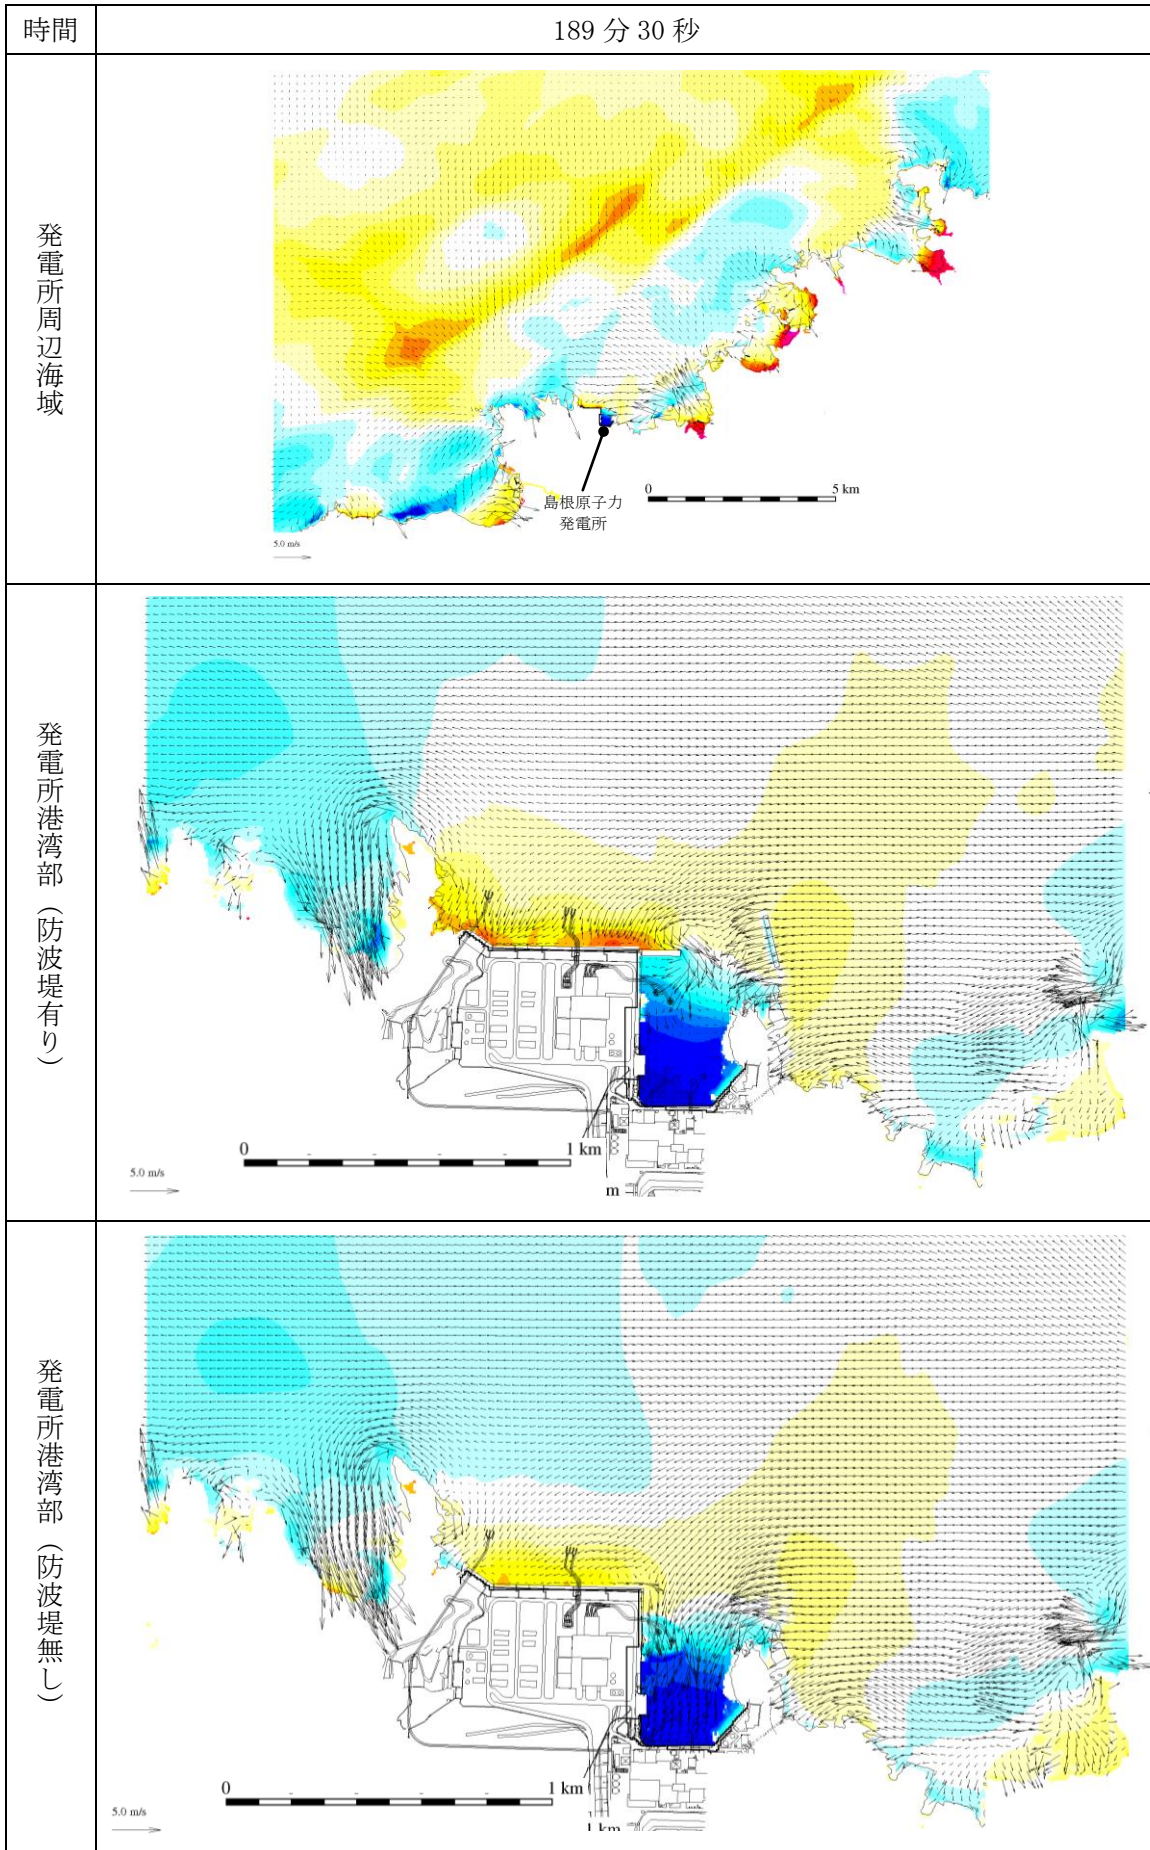 時間
189 分 30 秒
発電所周辺海域
島根原子力
発電所
0
5 km
5.0 m/s
発電所港湾部（防波堤有り）
0
1 km
5.0 m/s
m
発電所港湾部（防波堤無し）
0
1 km
5.0 m/s
1 km